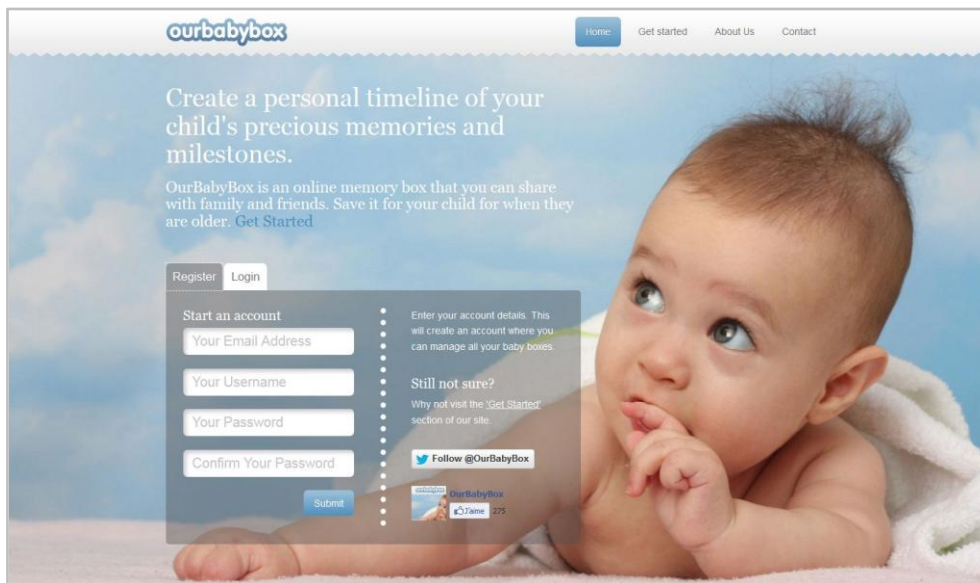 ourbabybox
Home Get started About Us Contact
Create a personal timeline of your
child's precious memories and
milestones.
OurBabyBox is an online memory box that you can share
with family and friends. Save it for your child for when they
are older. Get Started
Register Login
Start an account
Your Email Address
Your Username
Your Password
Confirm Your Password
Submit
Enter your account details. This
will create an account where you
can manage all your baby boxes.
Still not sure?
Why not visit the 'Get Started'
section of our site.
Follow @OurBabyBox
ourbabybox
OurBabyBox
J'aime 275